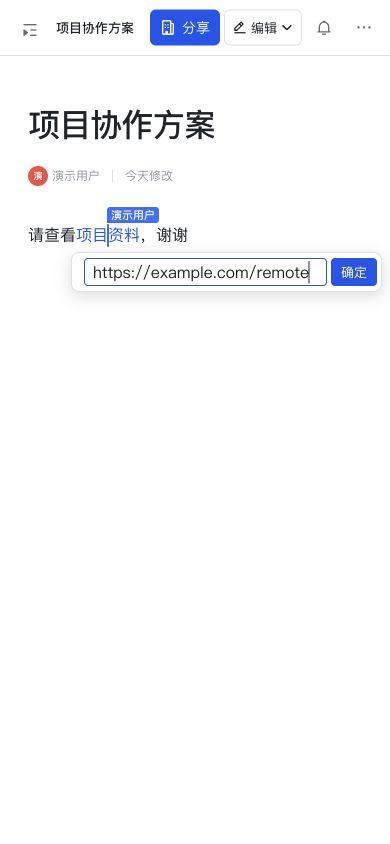 项目协作方案 分享 编辑
项目协作方案
演 演示用户 今天修改
演示用户
请查看项目资料，谢谢
https://example.com/remote 确定